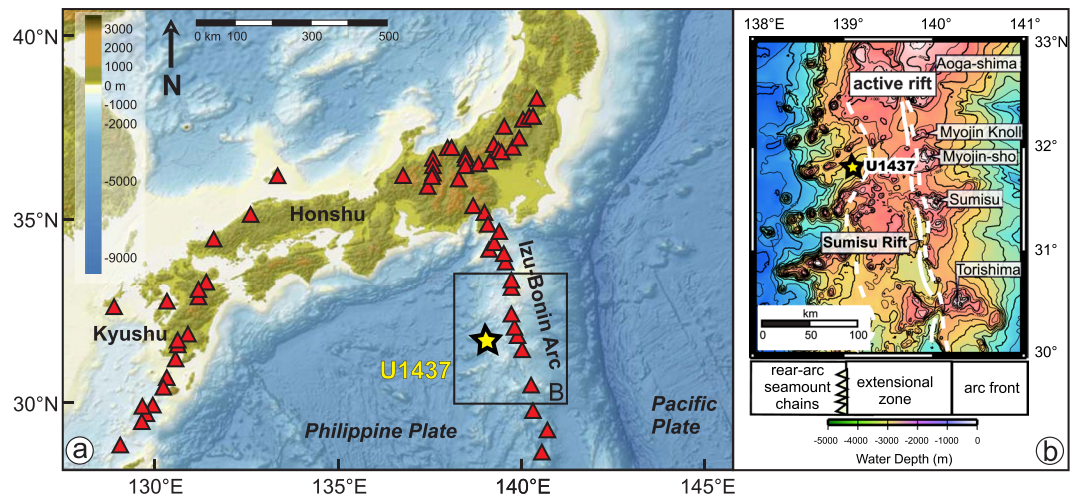 40°N
35°N
30°N
3000
2000
1000
0 m
-1000
-2000
-5000
-9000
0 km 100 300 500
N
Honshu
Kyushu
Izu-Bonin Arc
U1437
B
Philippine Plate
Pacific
Plate
a
130°E
135°E
140°E
145°E
138°E 139° 140° 141°
33°N
32°
31°
30°
Aoga-shima
active rift
Myojin Knoll
Myojin-sho
U1437
Sumisu
Sumisu Rift
Torishima
km
0 50 100
rear-arc
seamount
chains
extensional
zone
arc front
-5000 -4000 -3000 -2000 -1000 0
Water Depth (m)
b